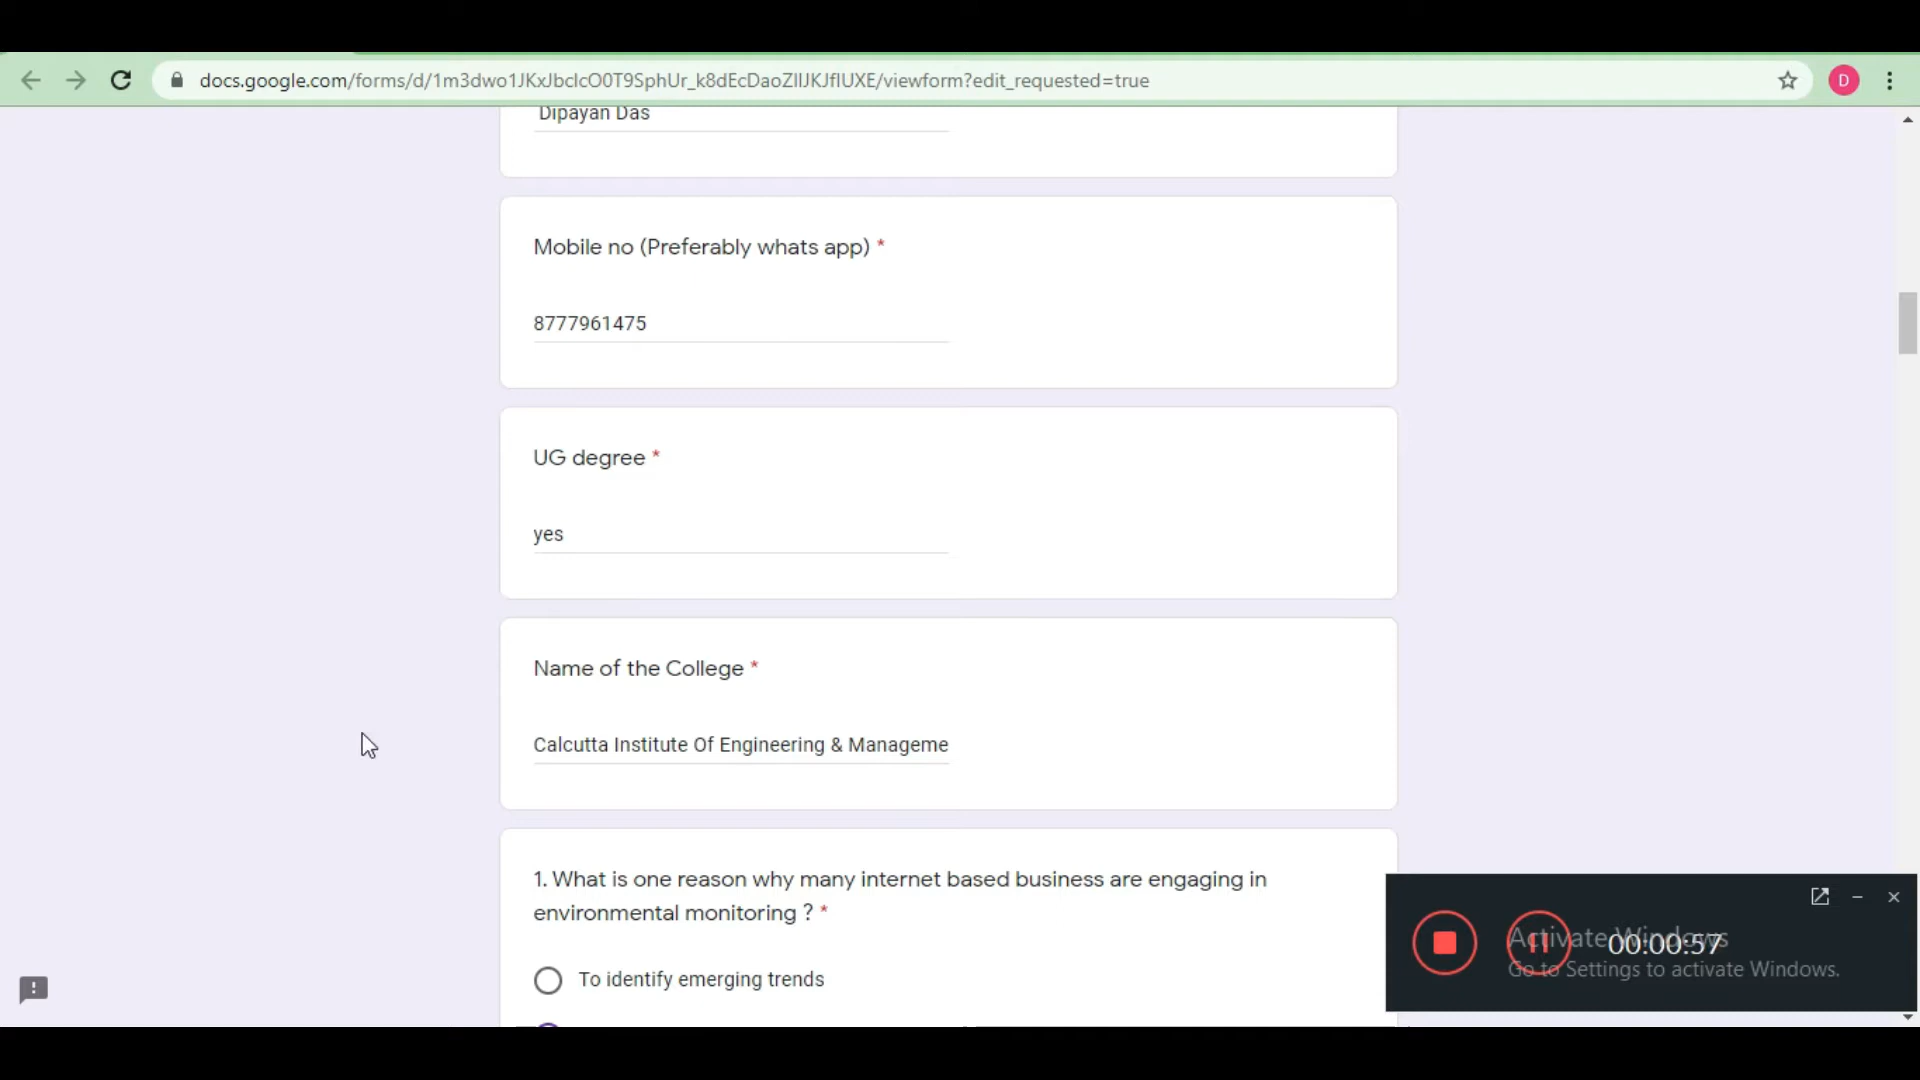 docs.google.com/forms/d/1m3dwo1JKxJbclcO0T9SphUr_k8dEcDaoZIlJKJflUXE/viewform?edit_requested=true
D
Dipayan Das
Mobile no (Preferably whats app) *
8777961475
UG degree *
yes
Name of the College *
Calcutta Institute Of Engineering & Manageme
1. What is one reason why many internet based business are engaging in
environmental monitoring ? *
To identify emerging trends
Activate Windows
00:00:57
Go to Settings to activate Windows.